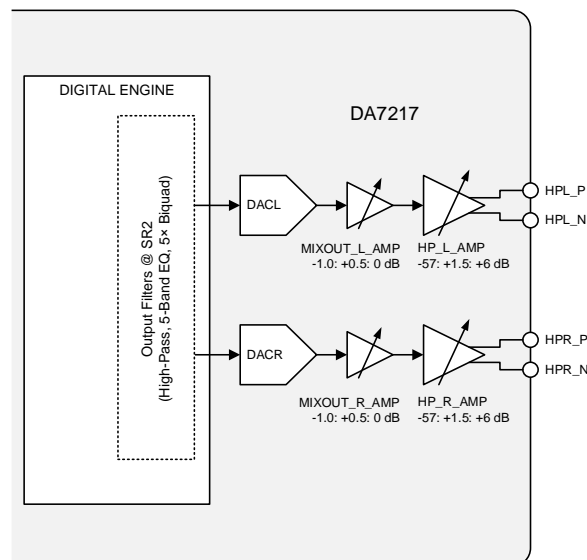 DIGITAL ENGINE
DA7217
Output Filters @ SR2
(High-Pass, 5-Band EQ, 5× Biquad)
DACL
HPL_P
HPL_N
MIXOUT_L_AMP
-1.0: +0.5: 0 dB
HP_L_AMP
-57: +1.5: +6 dB
DACR
HPR_P
HPR_N
MIXOUT_R_AMP
-1.0: +0.5: 0 dB
HP_R_AMP
-57: +1.5: +6 dB